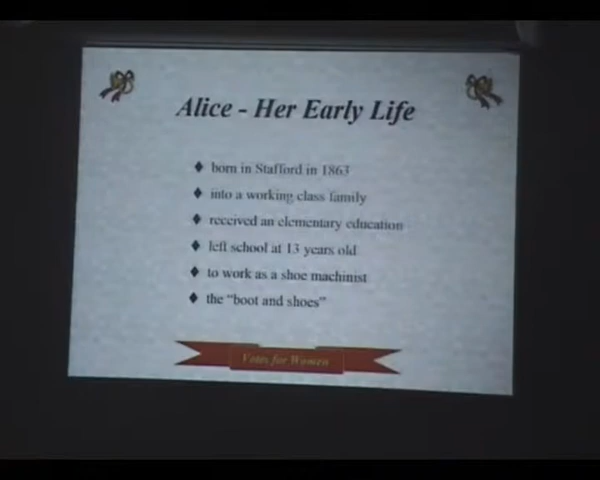 Alice - Her Early Life
born in Stafford in 1863
into a working class family
received an elementary education
left school at 13 years old
to work as a shoe machinist
the “boot and shoes”
Votes for Women